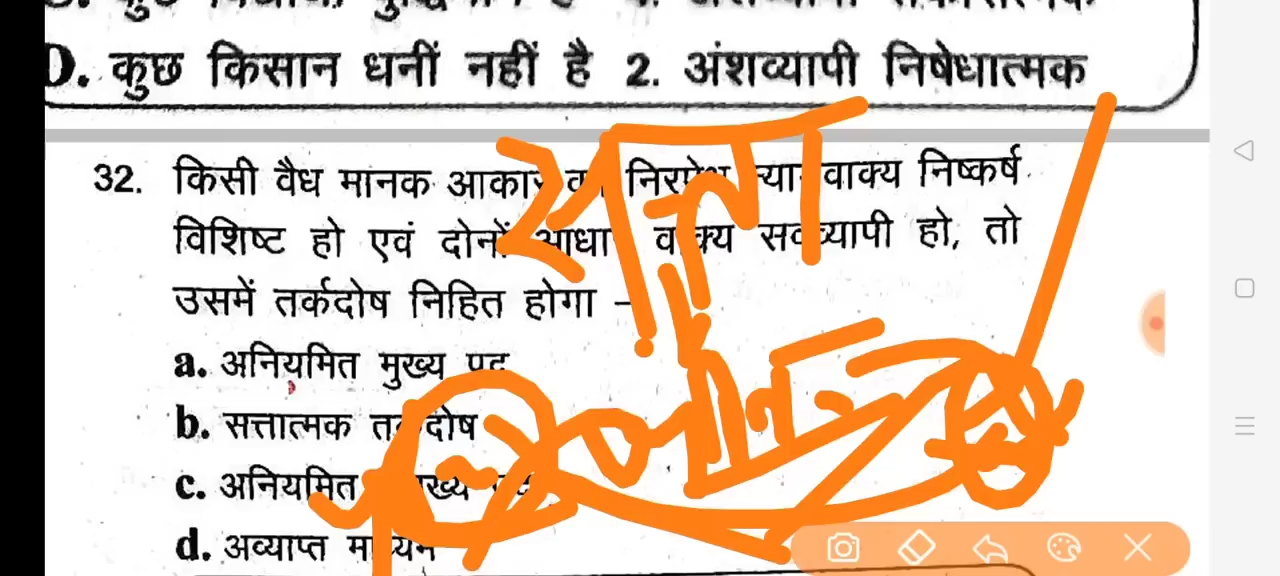 D. कुछ किसान धनीं नहीं है 2. अंशव्यापी निषेधात्मक
32. किसी वैध मानक आकार का निरपेक्ष न्याय वाक्य निष्कर्ष
विशिष्ट हो एवं दोनों आधार वाक्य सर्वव्यापी हो, तो
उसमें तर्कदोष निहित होगा –
a. अनियमित मुख्य पद
b. सत्तात्मक तर्कदोष
c. अनियमित
d. अव्याप्त माध्यम